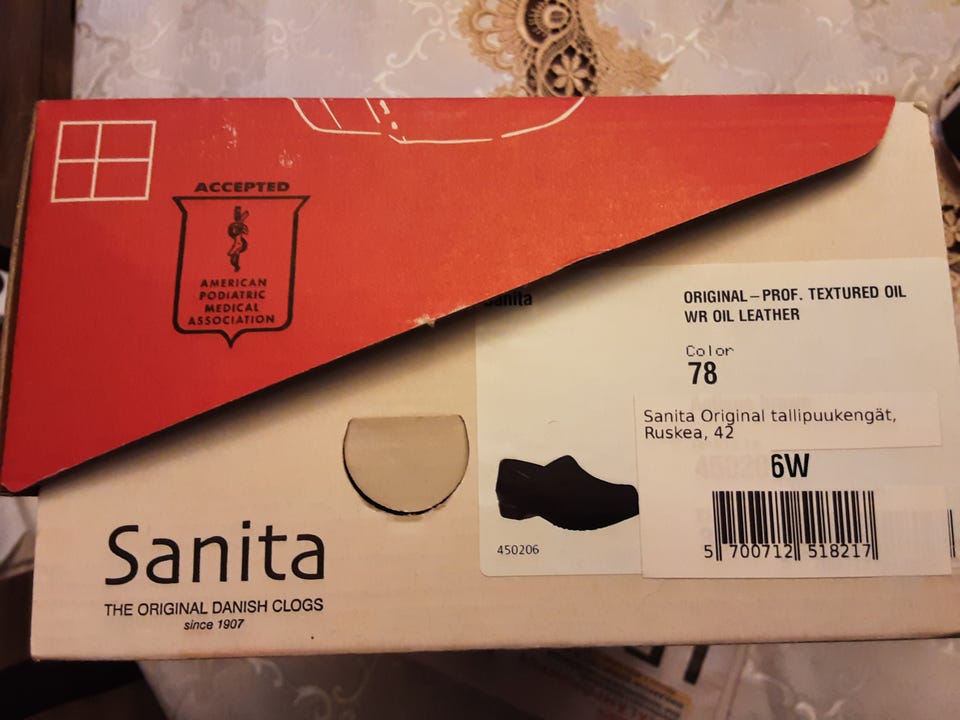 ACCEPTED
AMERICAN
PODIATRIC
MEDICAL
ASSOCIATION
Sanita
ORIGINAL – PROF. TEXTURED OIL
WR OIL LEATHER
Color
78
Sanita Original tallipuukengät,
Ruskea, 42
6W
450206
5 700712 518217
Sanita
THE ORIGINAL DANISH CLOGS
since 1907